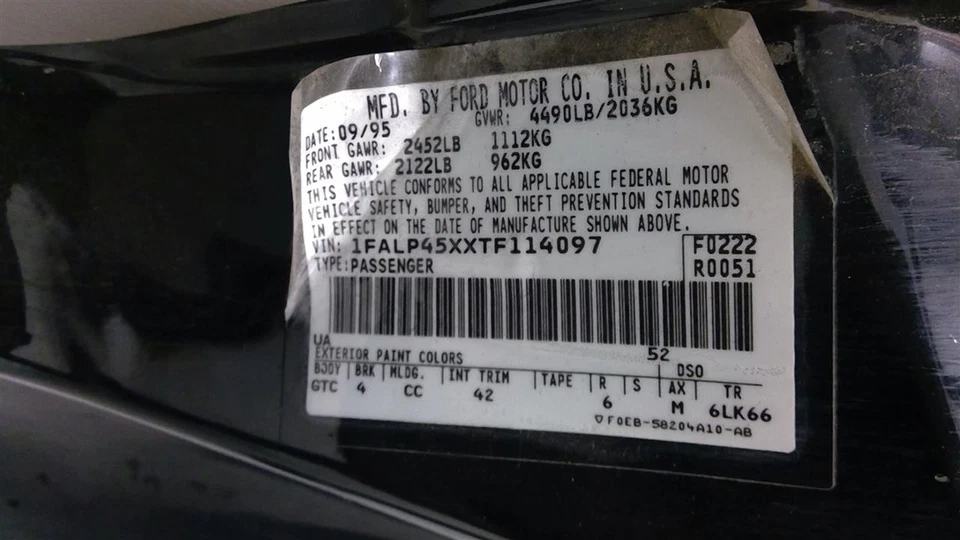 MFD. BY FORD MOTOR CO. IN U.S.A.
DATE: 09/95 GVWR: 4490LB/2036KG
FRONT GAWR: 2452LB 1112KG
REAR GAWR: 2122LB 962KG
THIS VEHICLE CONFORMS TO ALL APPLICABLE FEDERAL MOTOR
VEHICLE SAFETY, BUMPER, AND THEFT PREVENTION STANDARDS
IN EFFECT ON THE DATE OF MANUFACTURE SHOWN ABOVE.
VIN: 1FALP45XXTF114097 F0222
TYPE: PASSENGER R0051
UA 52
EXTERIOR PAINT COLORS DSO
BODY BRK MLDG. INT TRIM TAPE R S AX TR
GTC 4 CC 42 6 M 6LK66
F0EB-58204A10-AB